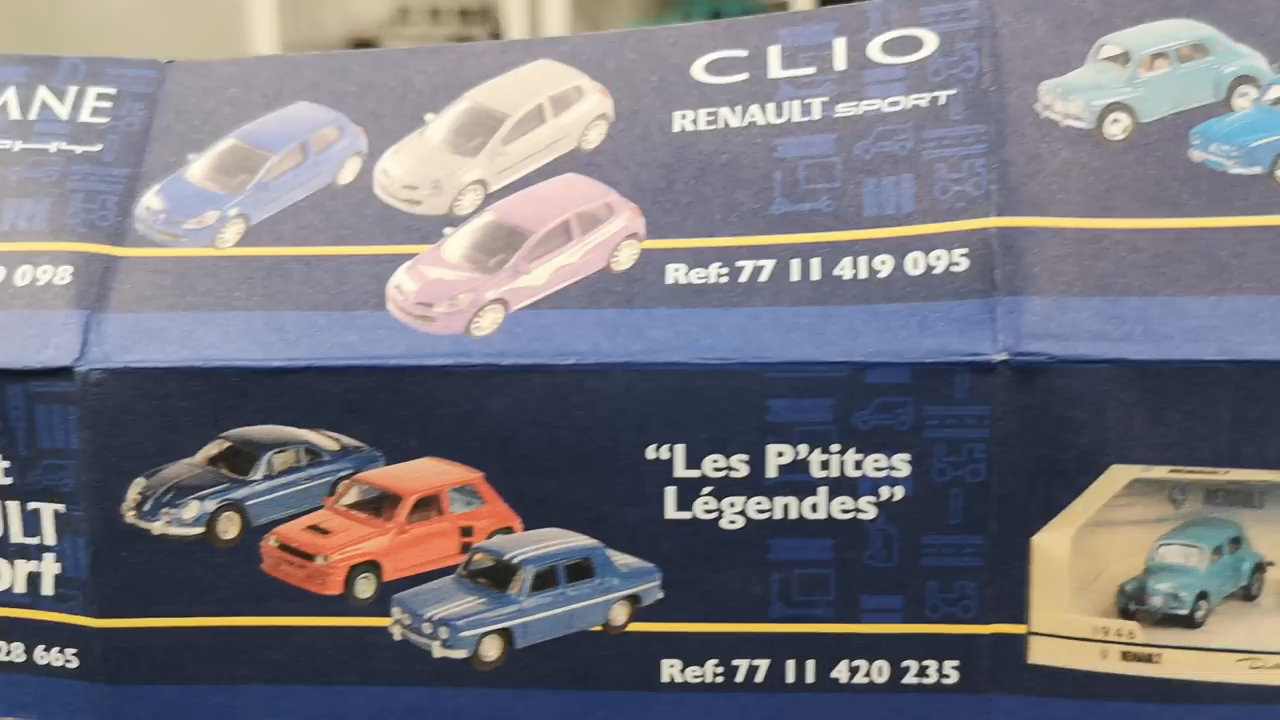 ANE
CLIO
RENAULT SPORT
098
Ref: 77 11 419 095
t
ULT
ort
"Les P'tites
Légendes"
28 665
Ref: 77 11 420 235
RENAULT
1946
RENAULT